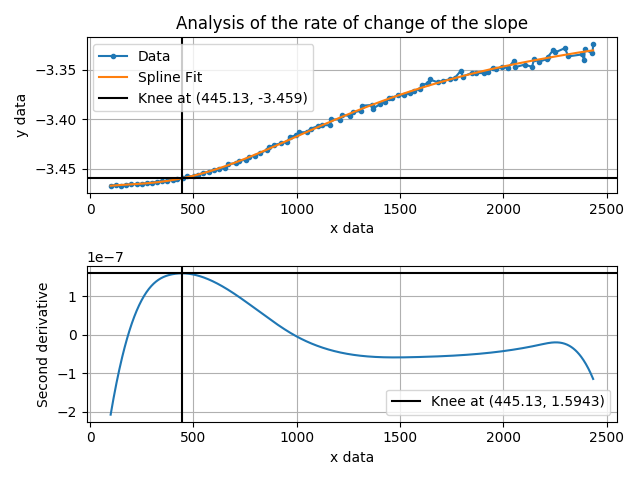 Analysis of the rate of change of the slope
Data
Spline Fit
Knee at (445.13, -3.459)
−3.35
−3.40
−3.45
y data
0 500 1000 1500 2000 2500
x data
1e−7
1
0
−1
−2
Second derivative
Knee at (445.13, 1.5943)
0 500 1000 1500 2000 2500
x data